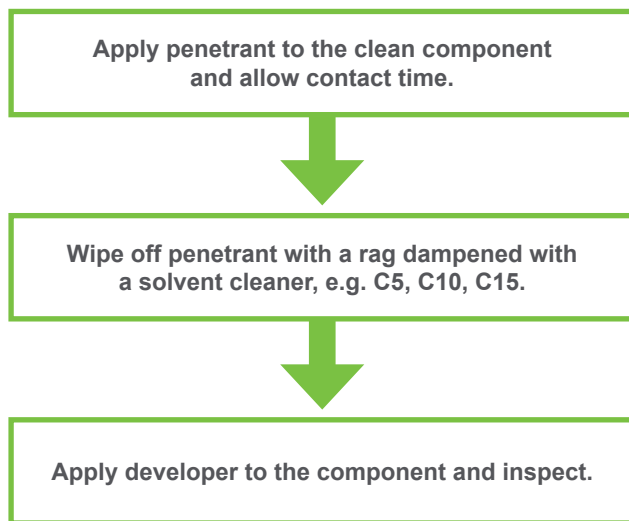 Apply penetrant to the clean component
and allow contact time.
Wipe off penetrant with a rag dampened with
a solvent cleaner, e.g. C5, C10, C15.
Apply developer to the component and inspect.